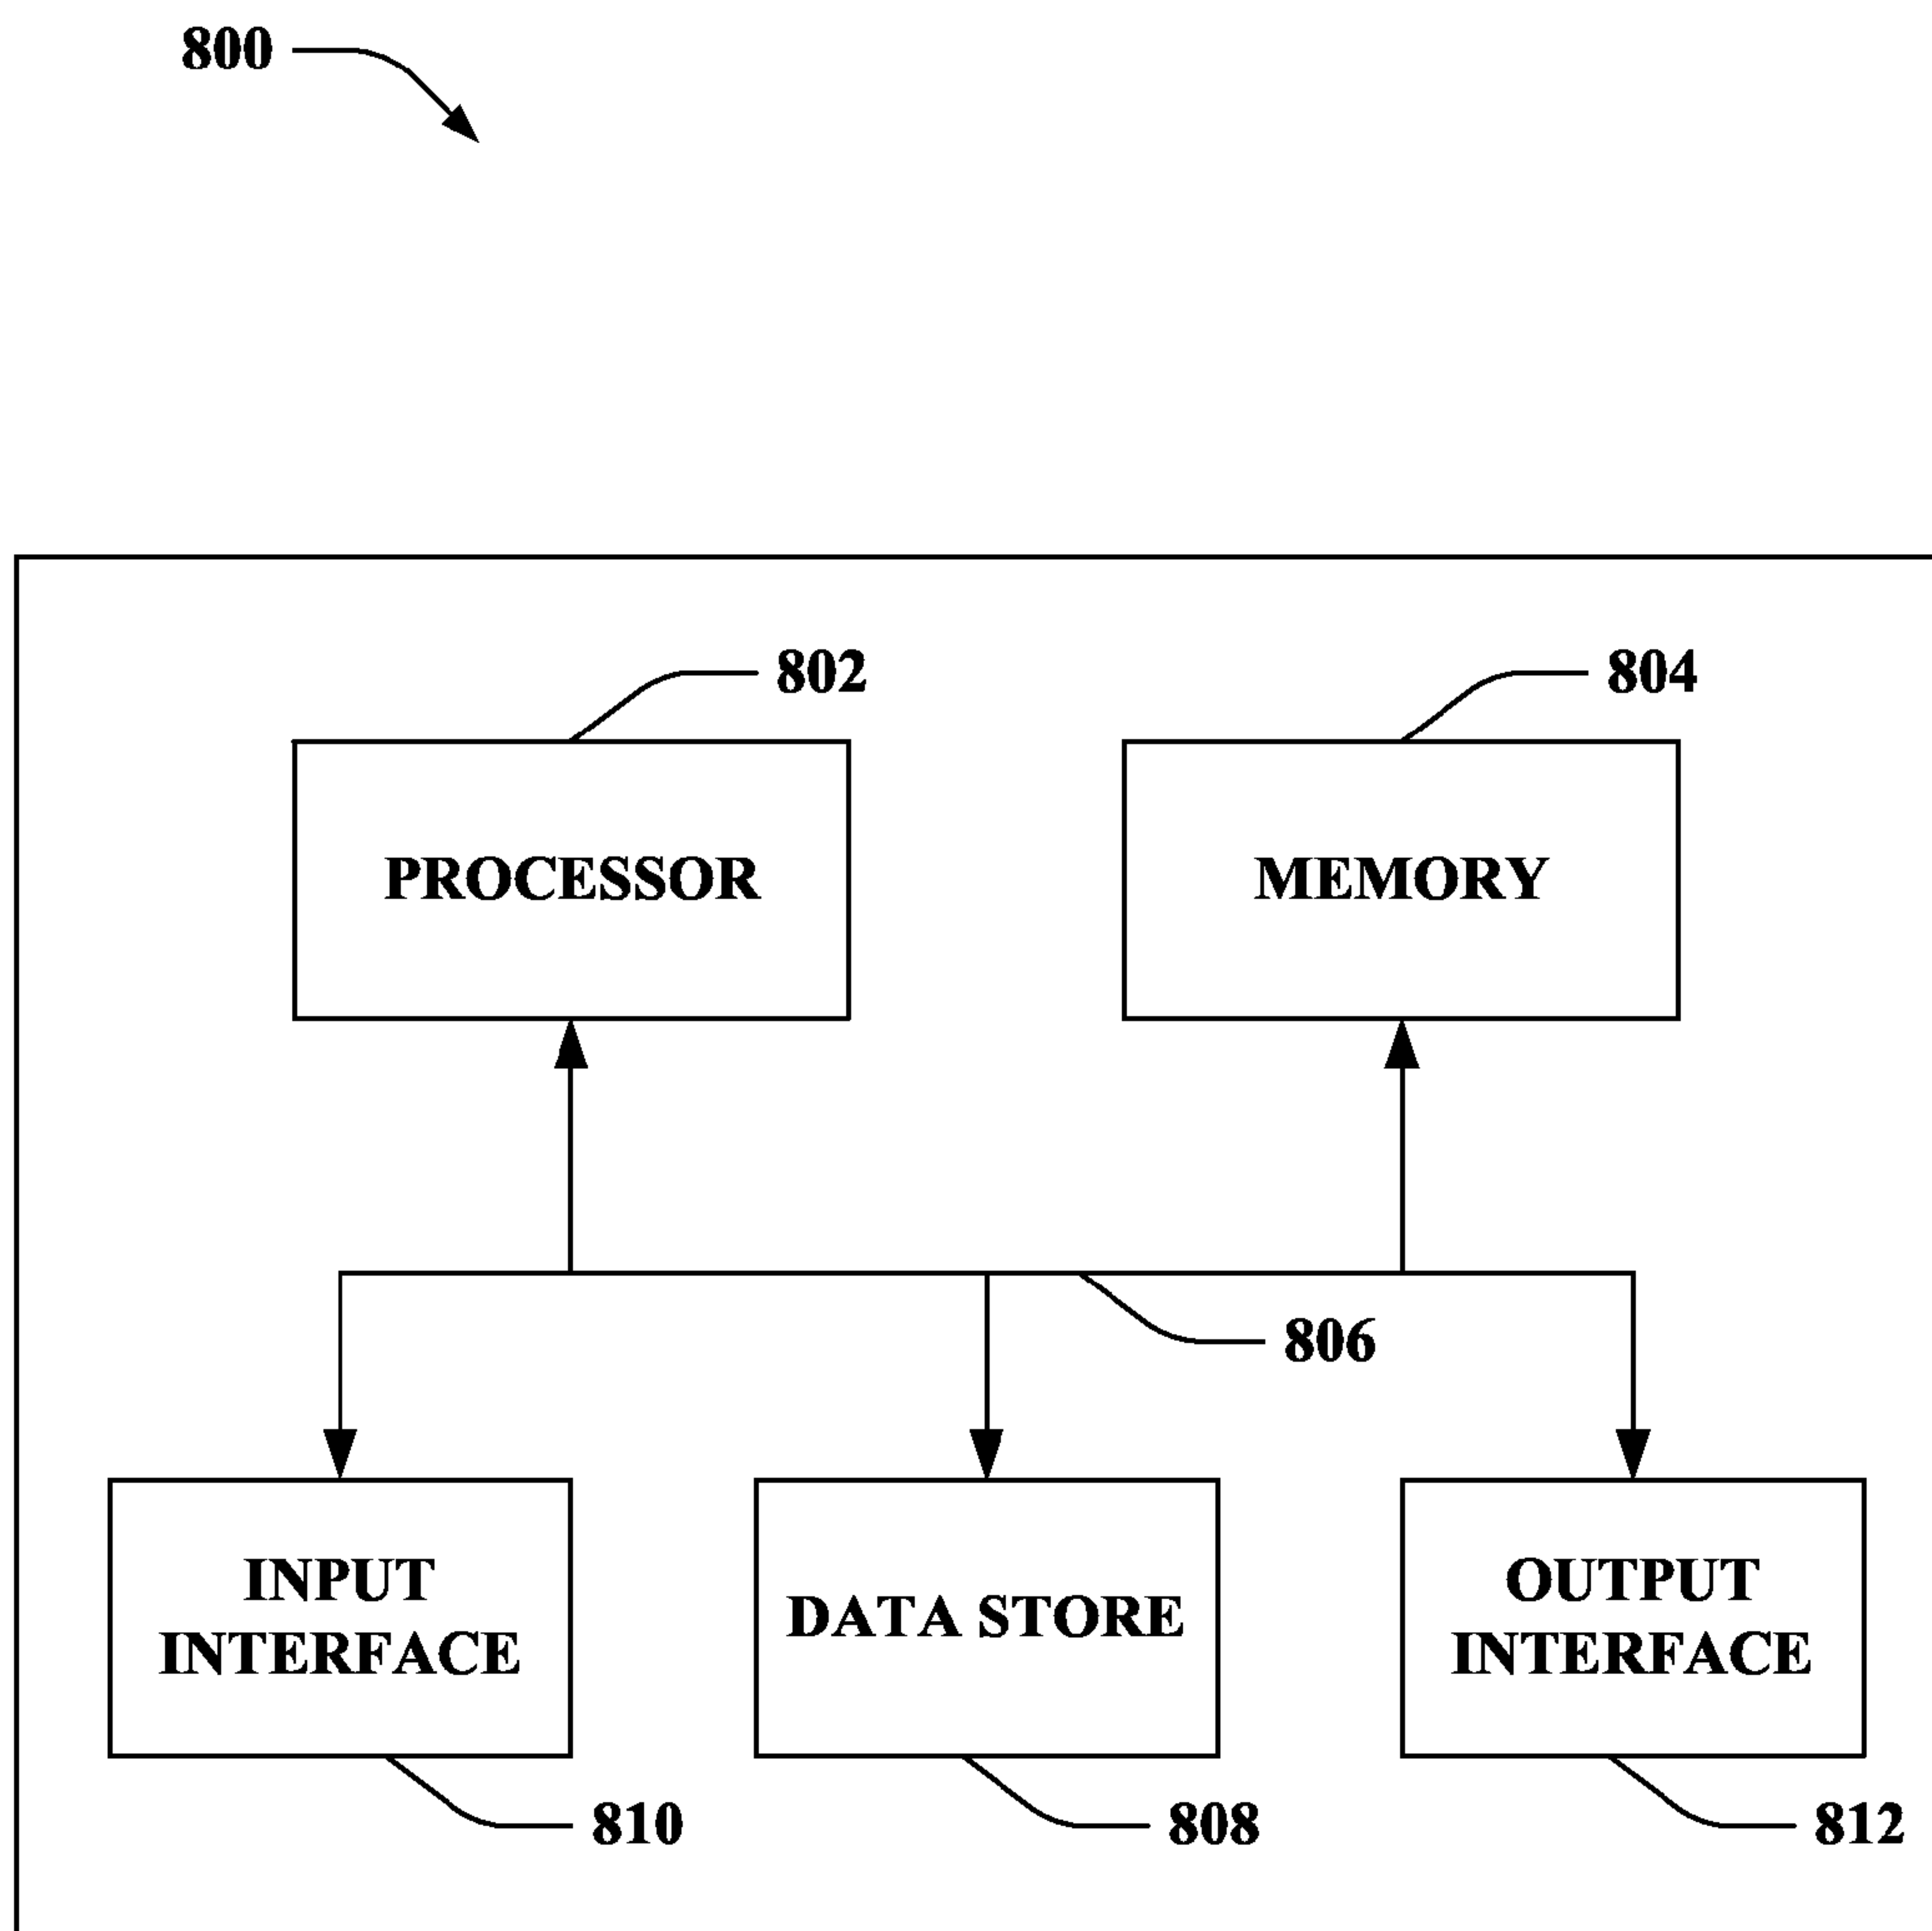 800
802
804
PROCESSOR
MEMORY
806
INPUT
INTERFACE
DATA STORE
OUTPUT
INTERFACE
810
808
812